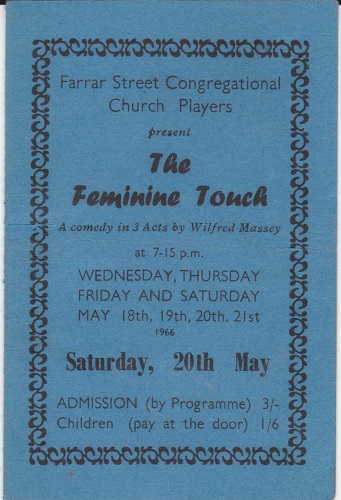 Farrar Street Congregational
Church Players
present
The
Feminine Touch
A comedy in 3 Acts by Wilfred Massey
at 7-15 p.m.
WEDNESDAY, THURSDAY
FRIDAY AND SATURDAY
MAY 18th, 19th, 20th, 21st
1966
Saturday, 20th May
ADMISSION (by Programme) 3/-
Children (pay at the door) 1/6